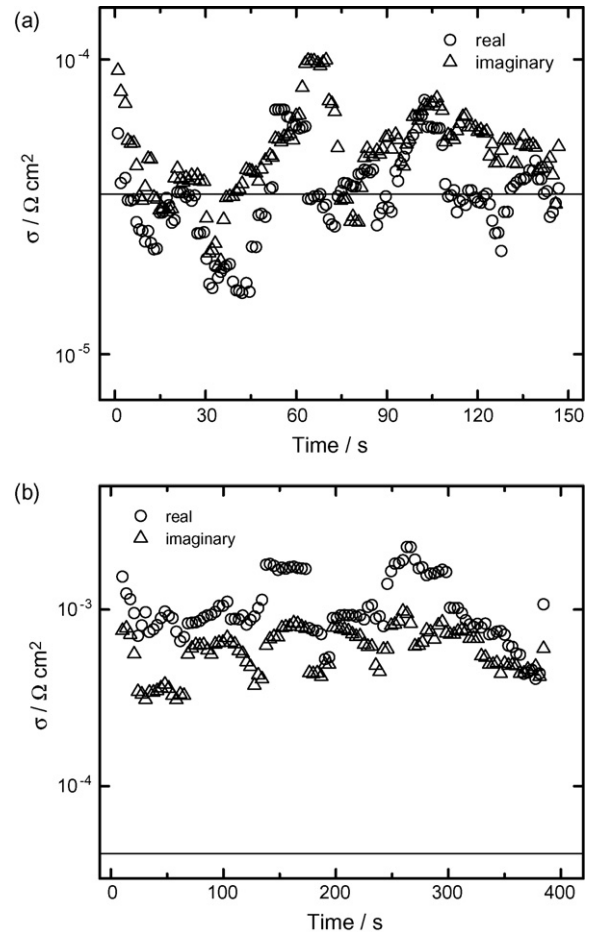 (a)
10⁻⁴
real
imaginary
σ / Ω cm²
10⁻⁵
0 30 60 90 120 150
Time / s
(b)
real
imaginary
10⁻³
σ / Ω cm²
10⁻⁴
0 100 200 300 400
Time / s